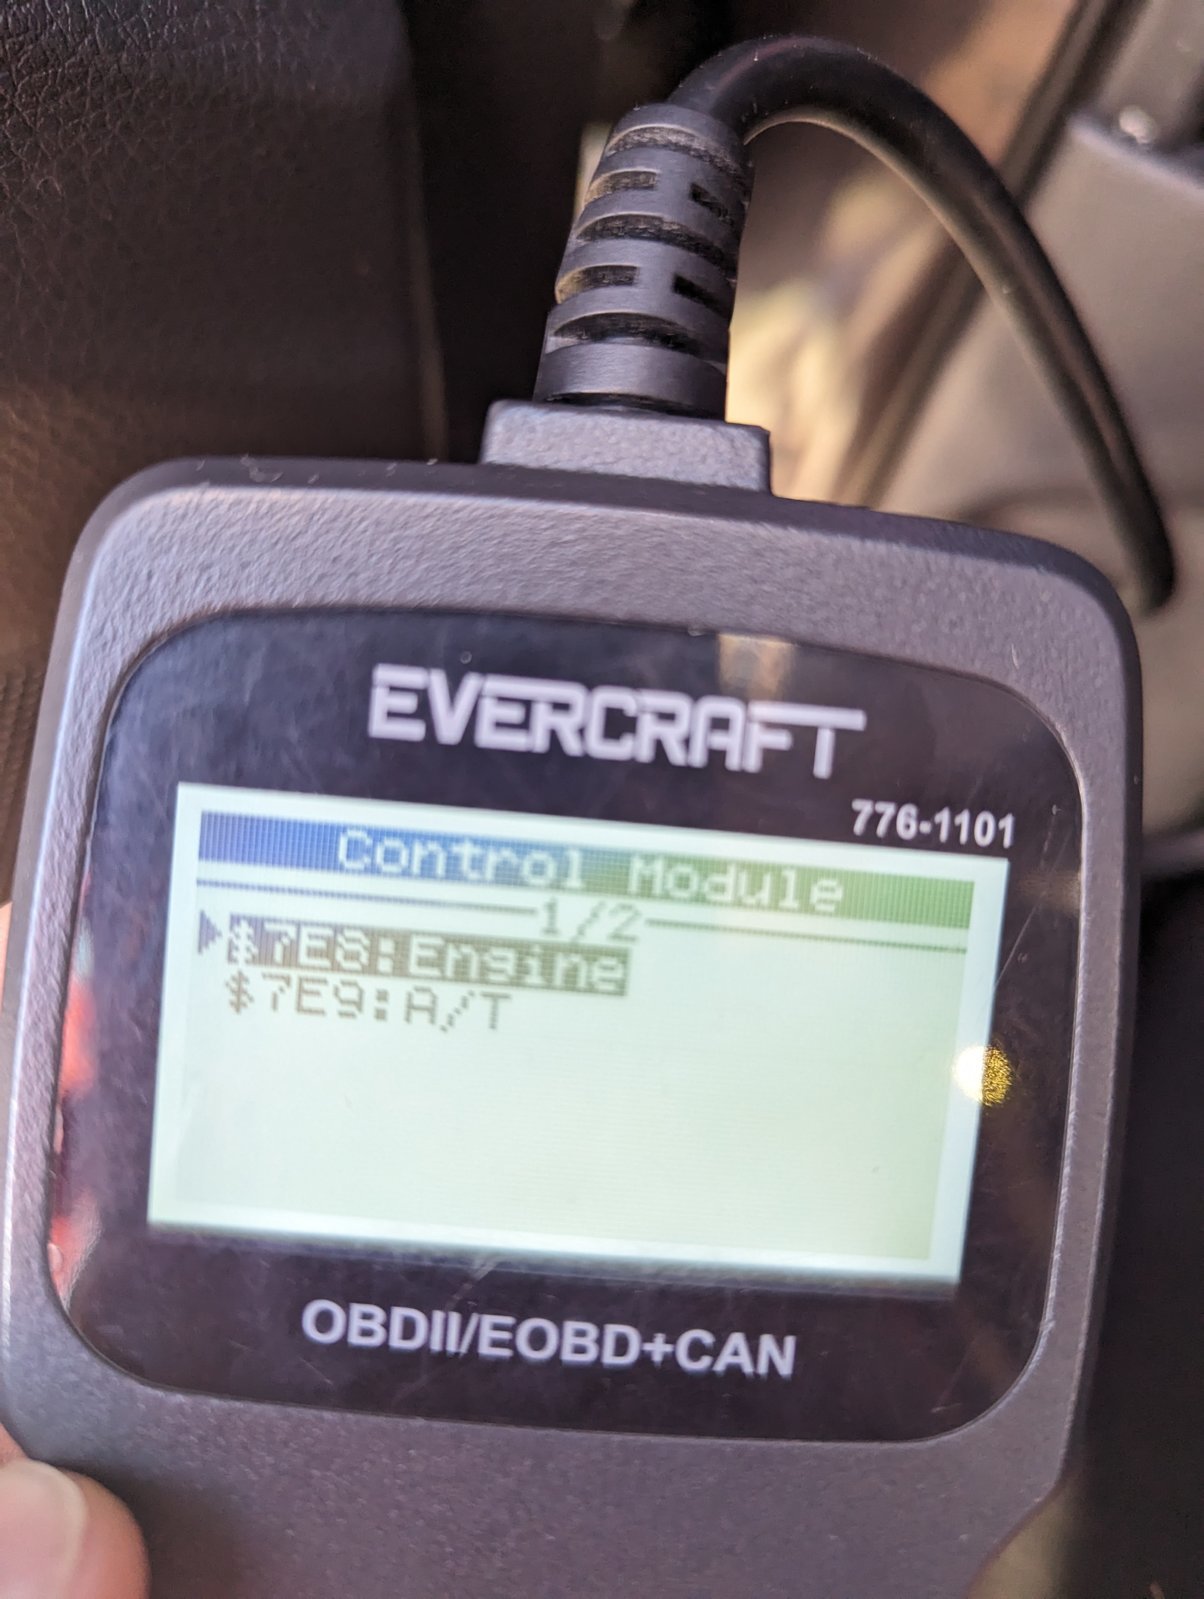 EVERCRAFT
776-1101
Control Module
1/2
$7E8:Engine
$7E9:A/T
OBDII/EOBD+CAN